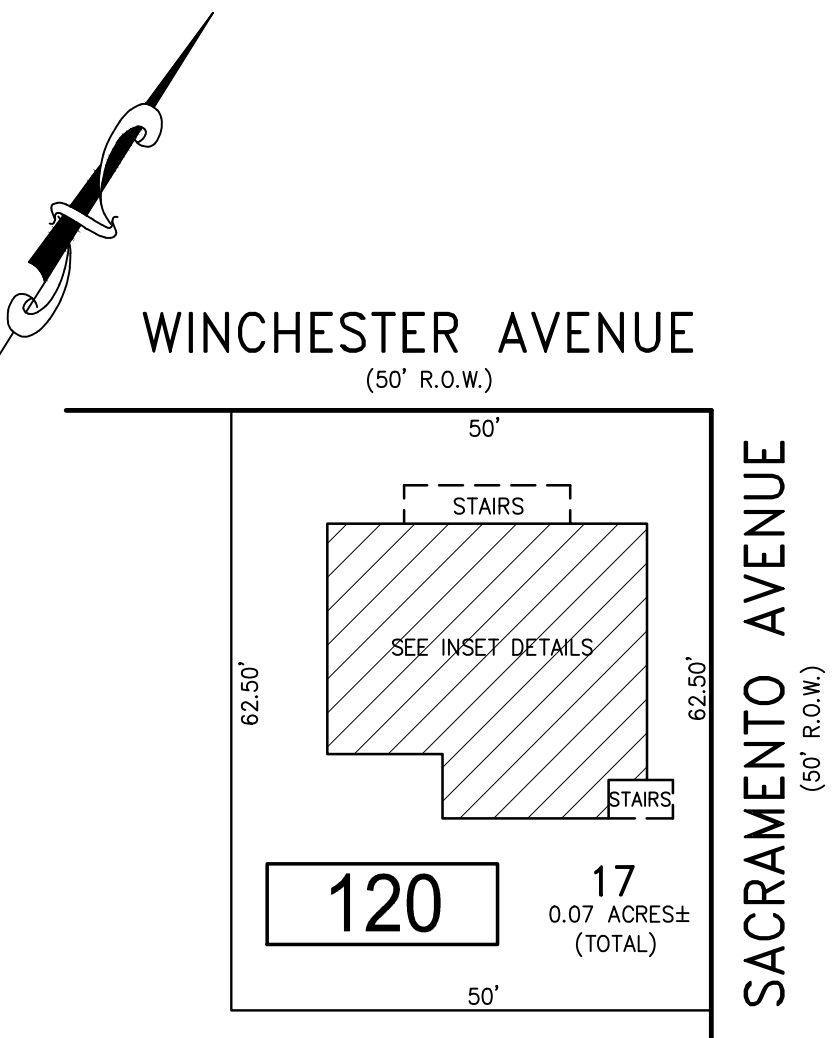 WINCHESTER AVENUE
(50' R.O.W.)
50'
STAIRS
SEE INSET DETAILS
62.50'
62.50'
SACRAMENTO AVENUE
(50' R.O.W.)
STAIRS
120
17
0.07 ACRES±
(TOTAL)
50'